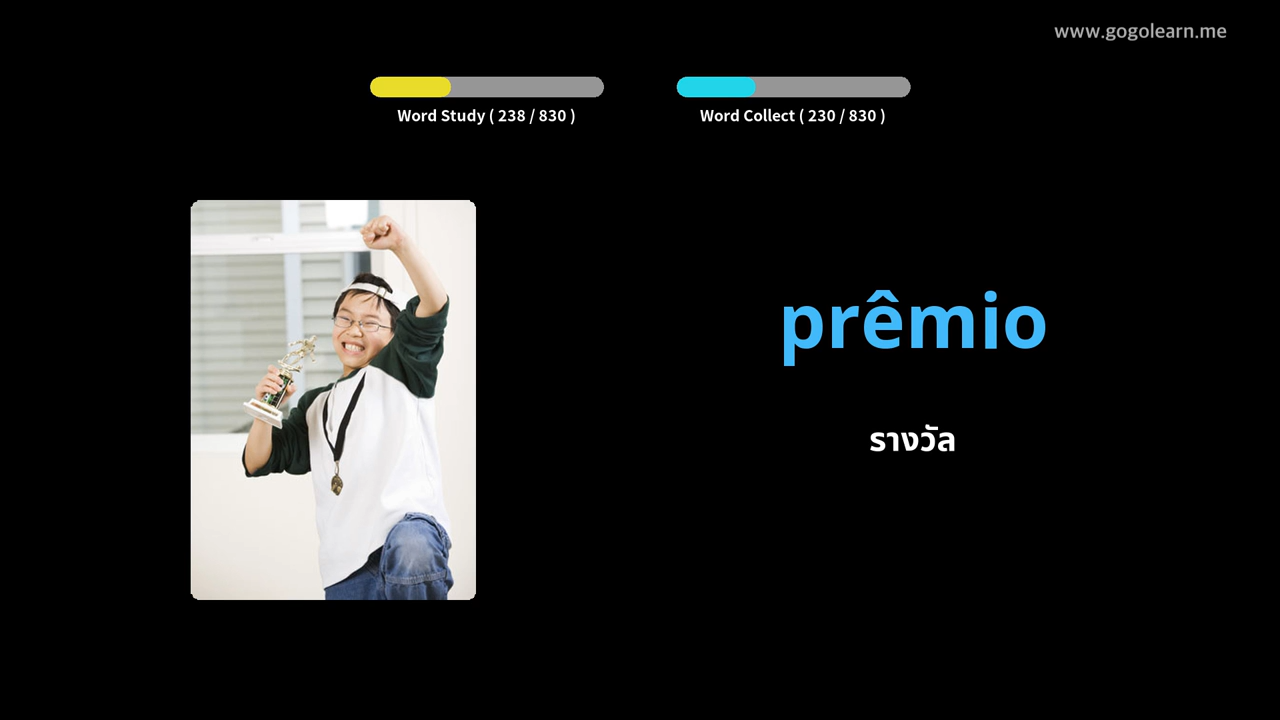 www.gogolearn.me
Word Study ( 238 / 830 )
Word Collect ( 230 / 830 )
prêmio
รางวัล